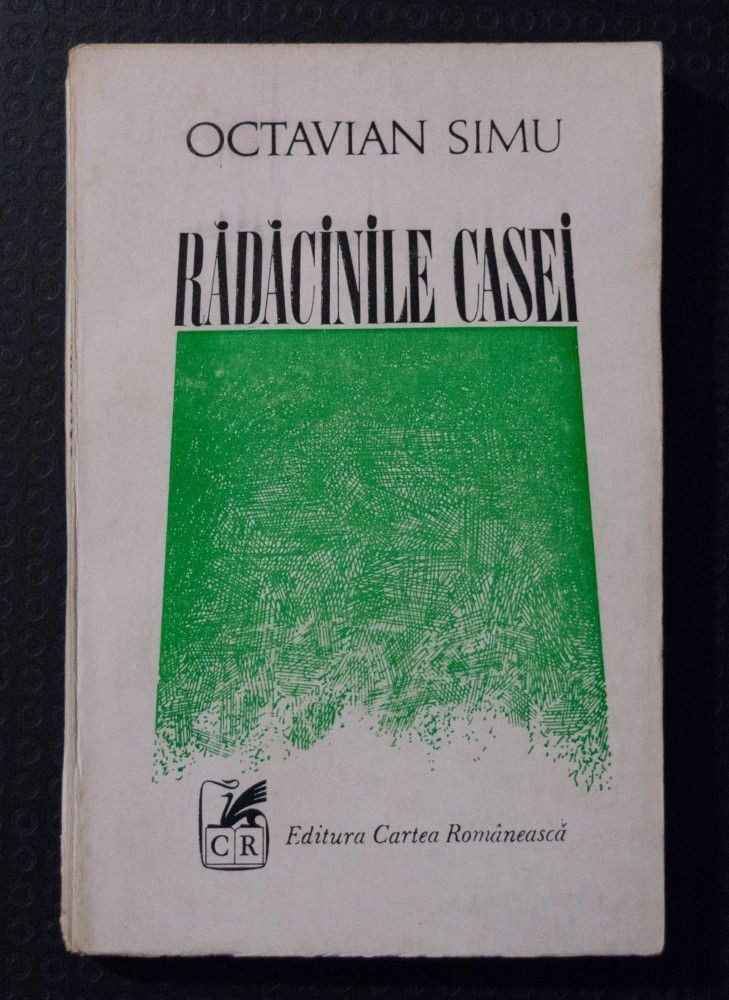 OCTAVIAN SIMU
RĂDĂCINILE CASEI
CR
Editura Cartea Românească